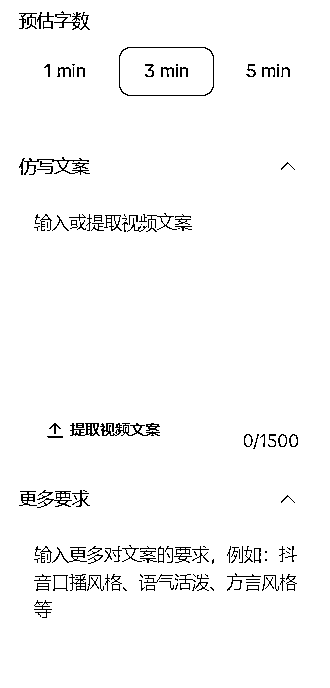 预估字数
1 min 3 min 5 min
仿写文案
输入或提取视频文案
提取视频文案
0/1500
更多要求
输入更多对文案的要求，例如：抖
音口播风格、语气活泼、方言风格
等